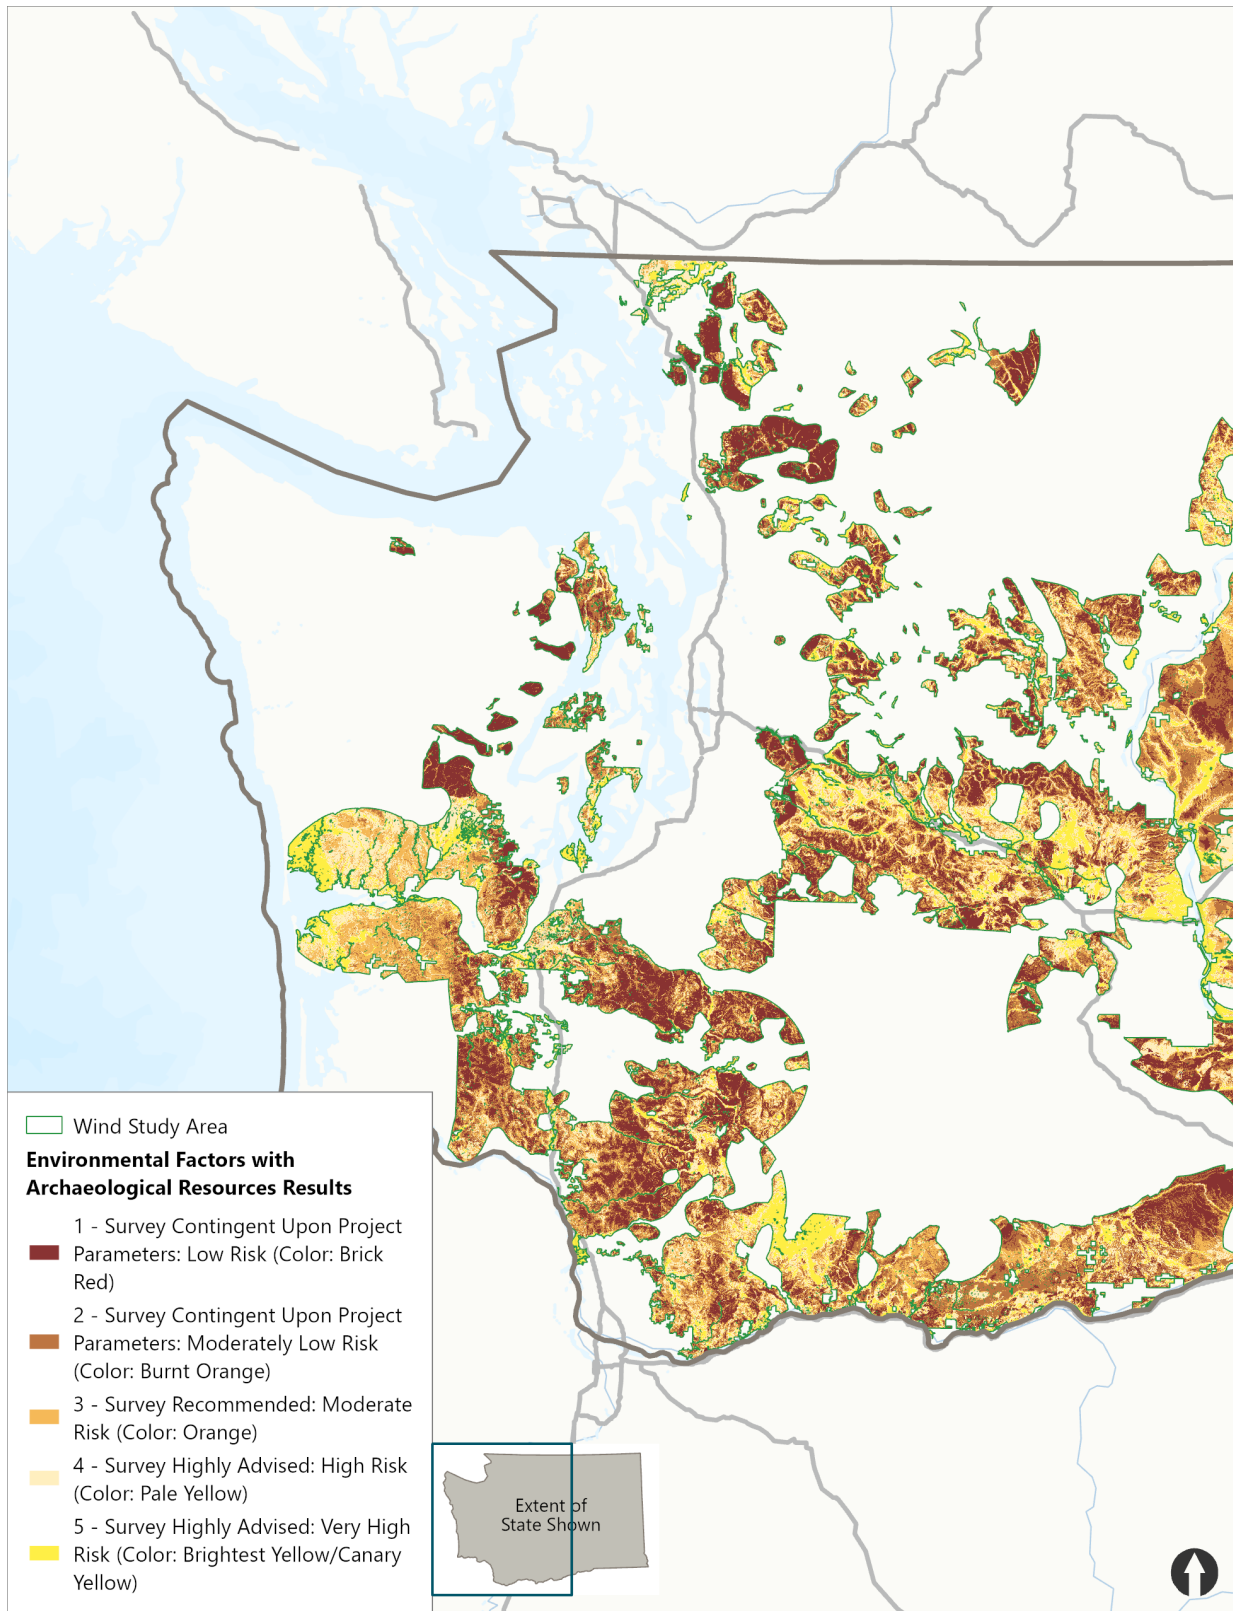 Wind Study Area
Environmental Factors with
Archaeological Resources Results
1 - Survey Contingent Upon Project
Parameters: Low Risk (Color: Brick
Red)
2 - Survey Contingent Upon Project
Parameters: Moderately Low Risk
(Color: Burnt Orange)
3 - Survey Recommended: Moderate
Risk (Color: Orange)
4 - Survey Highly Advised: High Risk
(Color: Pale Yellow)
5 - Survey Highly Advised: Very High
Risk (Color: Brightest Yellow/Canary
Yellow)
Extent of
State Shown